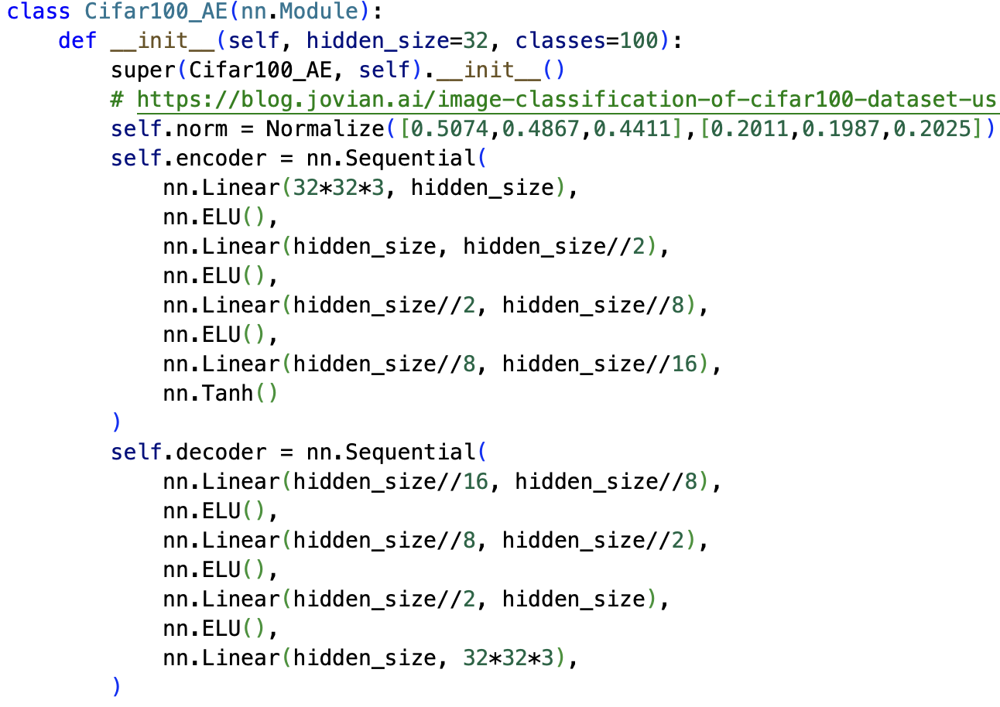 class Cifar100_AE(nn.Module):
    def __init__(self, hidden_size=32, classes=100):
        super(Cifar100_AE, self).__init__()
        # https://blog.jovian.ai/image-classification-of-cifar100-dataset-us
        self.norm = Normalize([0.5074,0.4867,0.4411],[0.2011,0.1987,0.2025])
        self.encoder = nn.Sequential(
            nn.Linear(32*32*3, hidden_size),
            nn.ELU(),
            nn.Linear(hidden_size, hidden_size//2),
            nn.ELU(),
            nn.Linear(hidden_size//2, hidden_size//8),
            nn.ELU(),
            nn.Linear(hidden_size//8, hidden_size//16),
            nn.Tanh()
        )
        self.decoder = nn.Sequential(
            nn.Linear(hidden_size//16, hidden_size//8),
            nn.ELU(),
            nn.Linear(hidden_size//8, hidden_size//2),
            nn.ELU(),
            nn.Linear(hidden_size//2, hidden_size),
            nn.ELU(),
            nn.Linear(hidden_size, 32*32*3),
        )